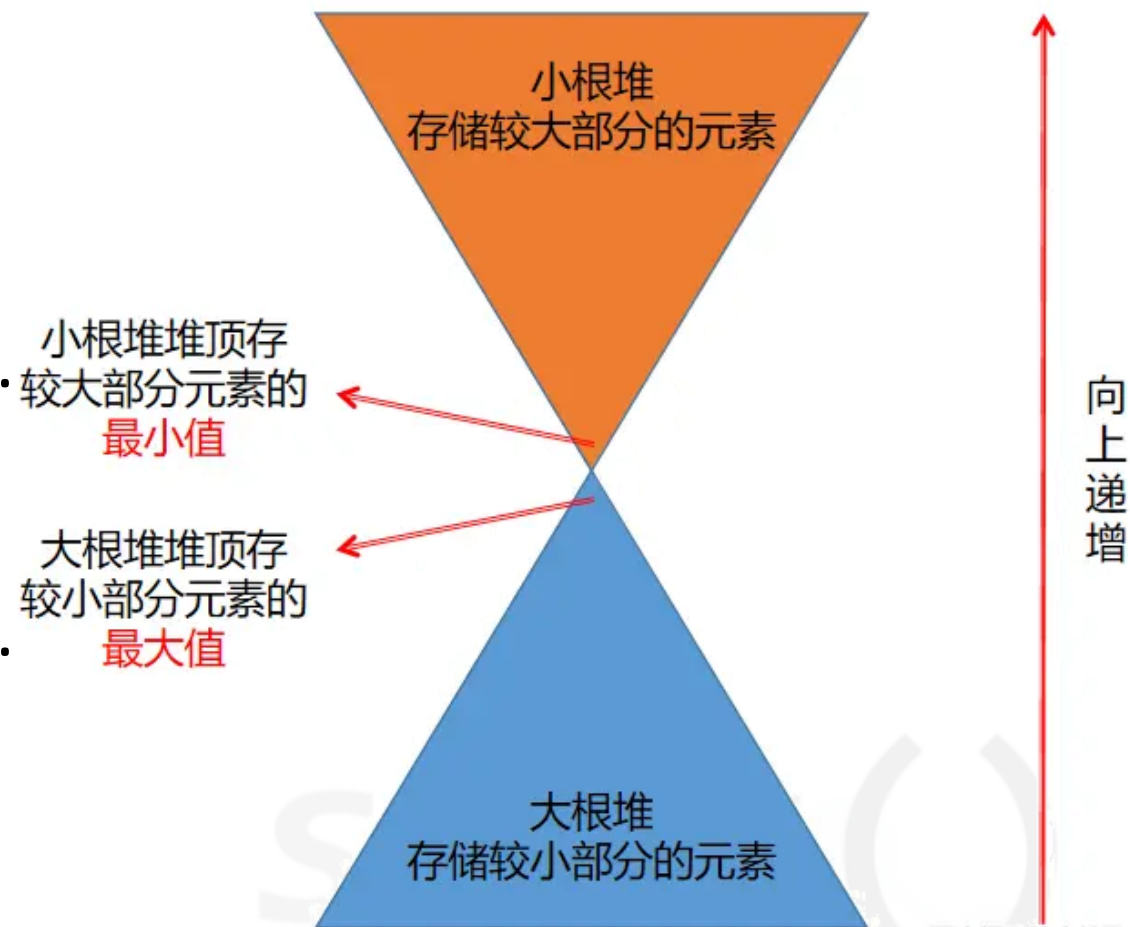 小根堆
存储较大部分的元素
小根堆堆顶存
较大部分元素的
最小值
大根堆堆顶存
较小部分元素的
最大值
向
上
递
增
大根堆
存储较小部分的元素